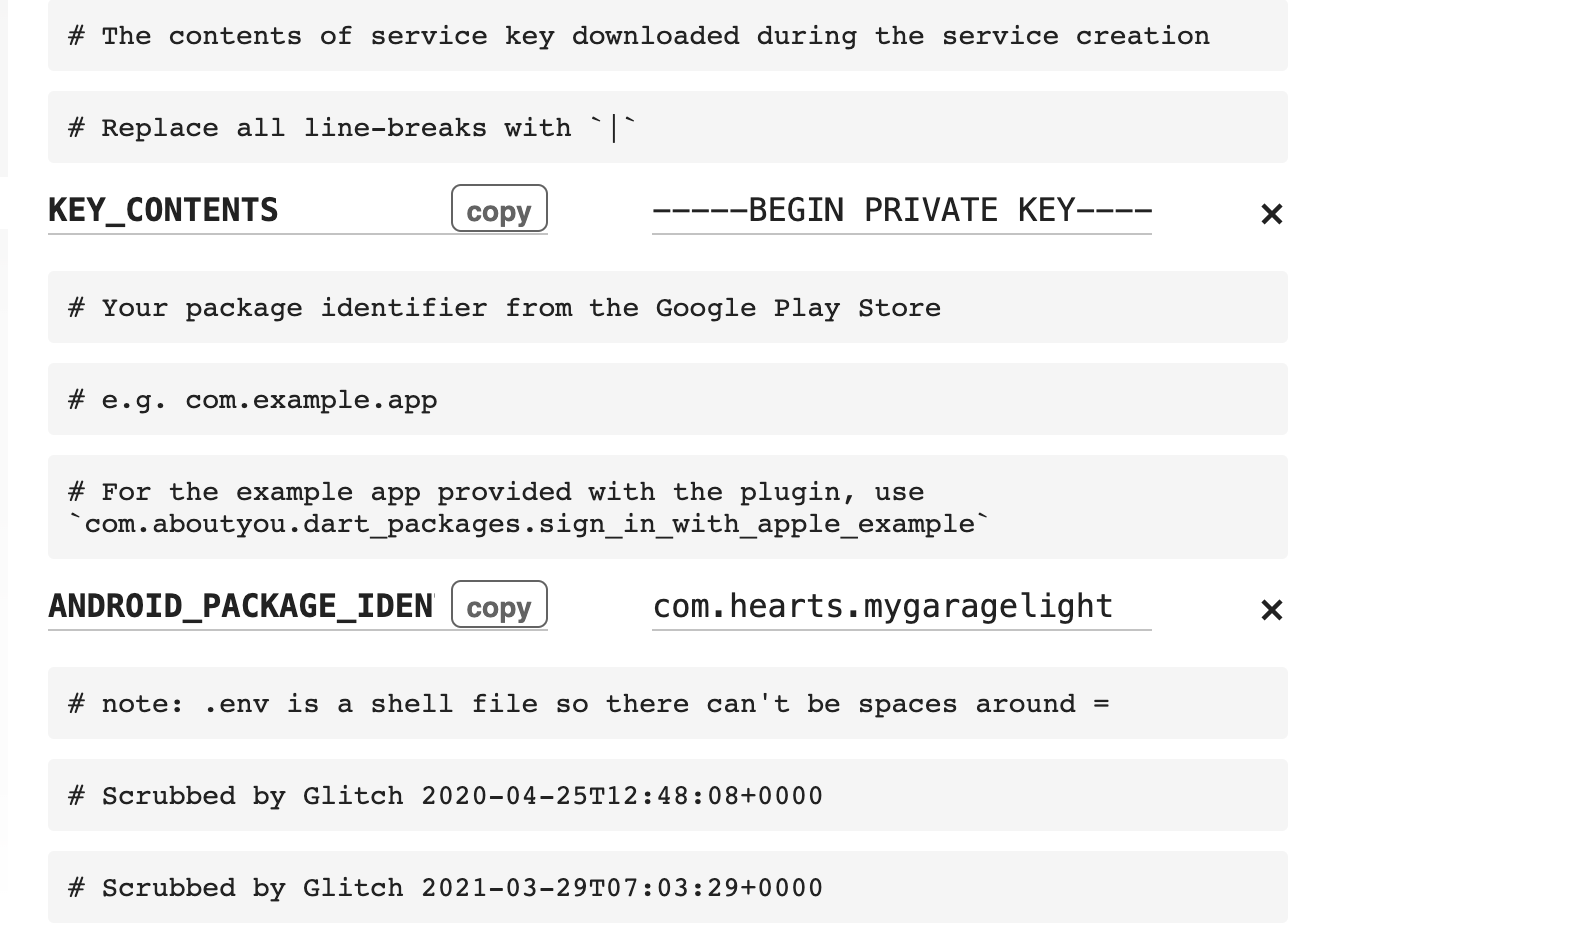 # The contents of service key downloaded during the service creation
# Replace all line-breaks with `|`
KEY_CONTENTS copy -----BEGIN PRIVATE KEY---- ×
# Your package identifier from the Google Play Store
# e.g. com.example.app
# For the example app provided with the plugin, use
`com.aboutyou.dart_packages.sign_in_with_apple_example`
ANDROID_PACKAGE_IDEN copy com.hearts.mygaragelight ×
# note: .env is a shell file so there can't be spaces around =
# Scrubbed by Glitch 2020-04-25T12:48:08+0000
# Scrubbed by Glitch 2021-03-29T07:03:29+0000